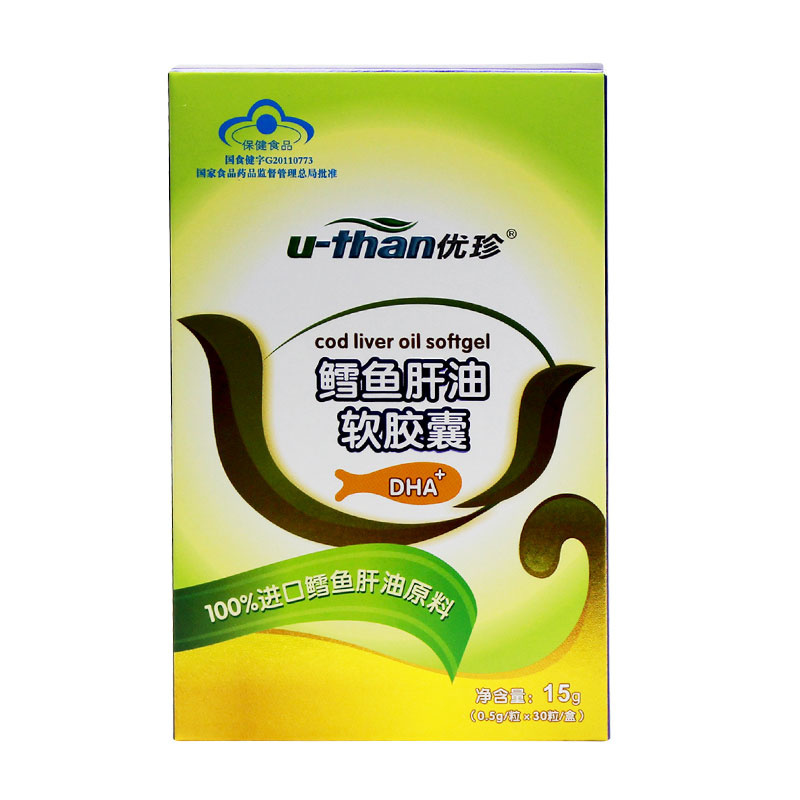 保健食品
国食健字G20110773
国家食品药品监督管理总局批准
u-than优珍®
cod liver oil softgel
鳕鱼肝油
软胶囊
DHA+
100%进口鳕鱼肝油原料
净含量：15g
（0.5g/粒×30粒/盒）